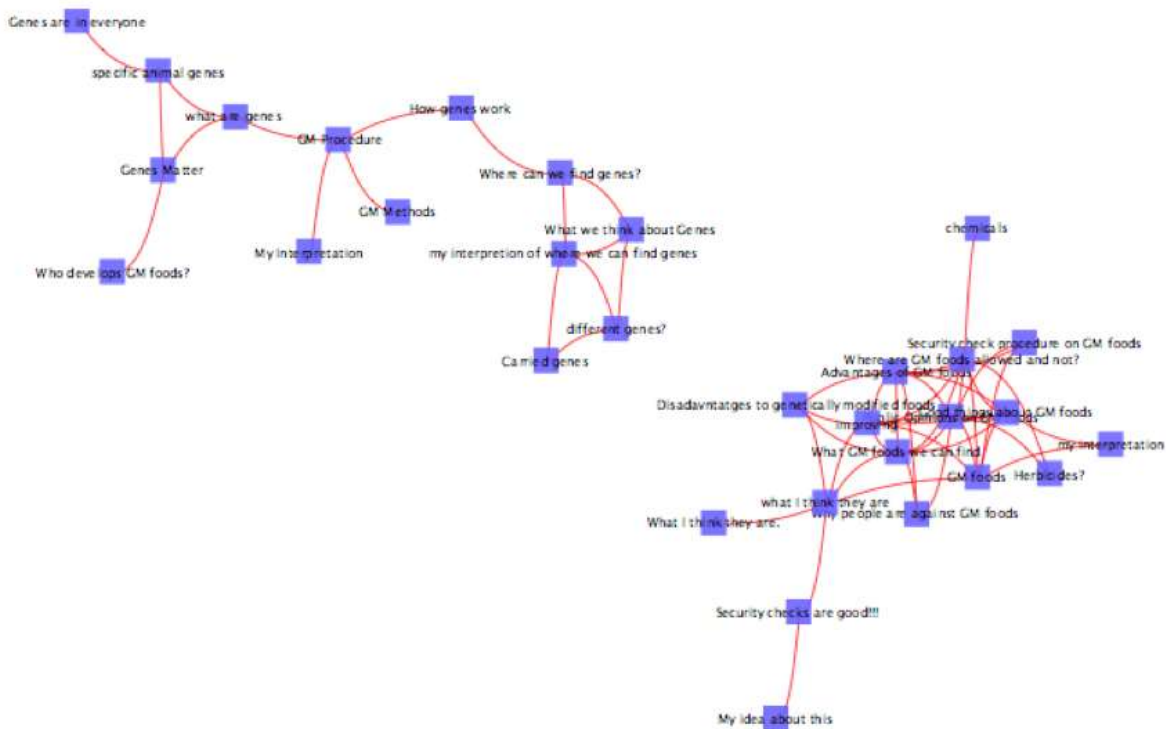 Genes are in everyone
specific animal genes
what are genes
How genes work
GM Procedure
Genes Matter
Where can we find genes?
GM Methods
What we think about Genes
chemicals
My Interpretation
my interpretion of where we can find genes
Who develops GM foods?
different genes?
Security check procedure on GM foods
Carried genes
Where are GM foods allowed and not?
Advantages of GM foods
Disadavntatges to genetically modified foods
Improving
things about GM foods
my interpretation
What GM foods we can find
GM foods
Herbicides?
what I think they are
Why people are against GM foods
What I think they are.
Security checks are good!!!
My idea about this